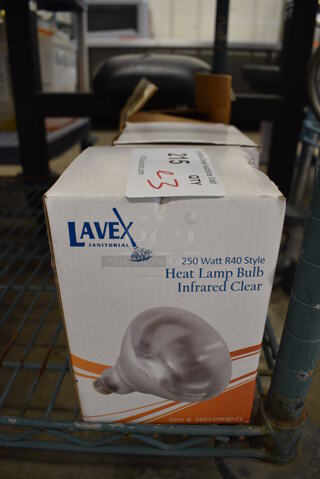 215
QTY
23
LAVEX
JANITORIAL
250 Watt R40 Style
Heat Lamp Bulb
Infrared Clear